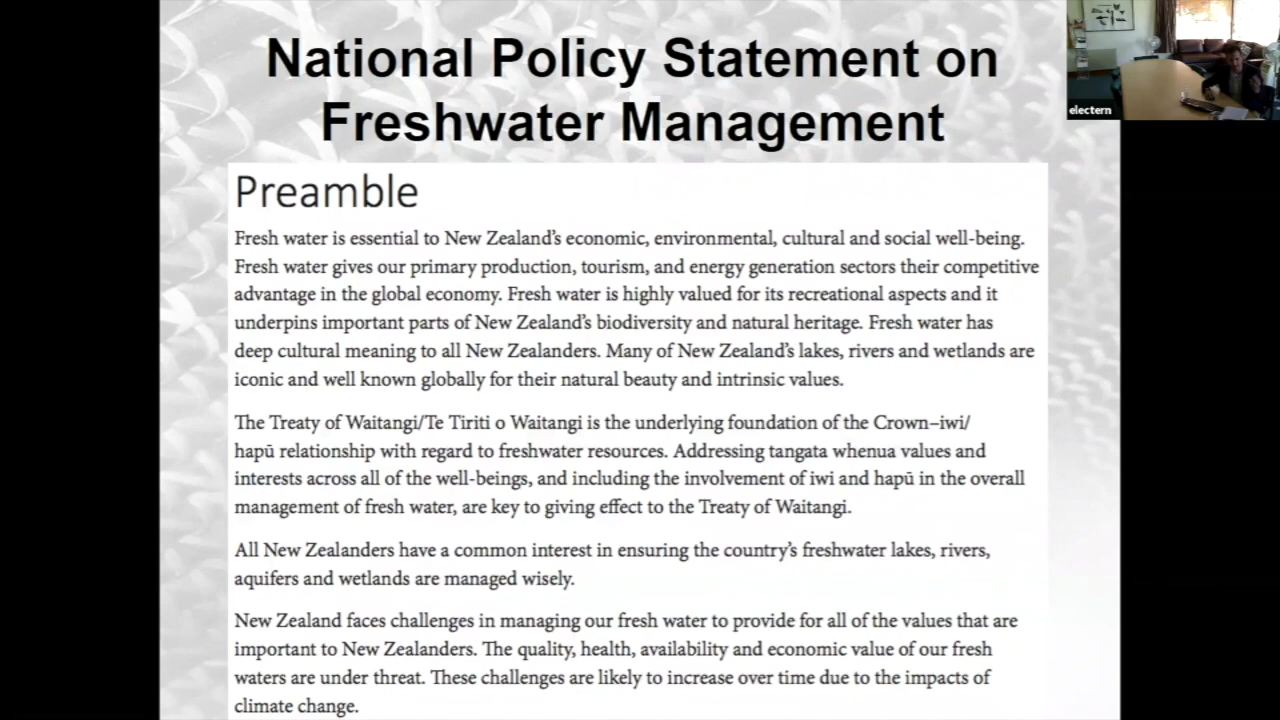 National Policy Statement on
Freshwater Management
electern
Preamble
Fresh water is essential to New Zealand’s economic, environmental, cultural and social well-being.
Fresh water gives our primary production, tourism, and energy generation sectors their competitive
advantage in the global economy. Fresh water is highly valued for its recreational aspects and it
underpins important parts of New Zealand’s biodiversity and natural heritage. Fresh water has
deep cultural meaning to all New Zealanders. Many of New Zealand’s lakes, rivers and wetlands are
iconic and well known globally for their natural beauty and intrinsic values.
The Treaty of Waitangi/Te Tiriti o Waitangi is the underlying foundation of the Crown–iwi/
hapū relationship with regard to freshwater resources. Addressing tangata whenua values and
interests across all of the well-beings, and including the involvement of iwi and hapū in the overall
management of fresh water, are key to giving effect to the Treaty of Waitangi.
All New Zealanders have a common interest in ensuring the country’s freshwater lakes, rivers,
aquifers and wetlands are managed wisely.
New Zealand faces challenges in managing our fresh water to provide for all of the values that are
important to New Zealanders. The quality, health, availability and economic value of our fresh
waters are under threat. These challenges are likely to increase over time due to the impacts of
climate change.